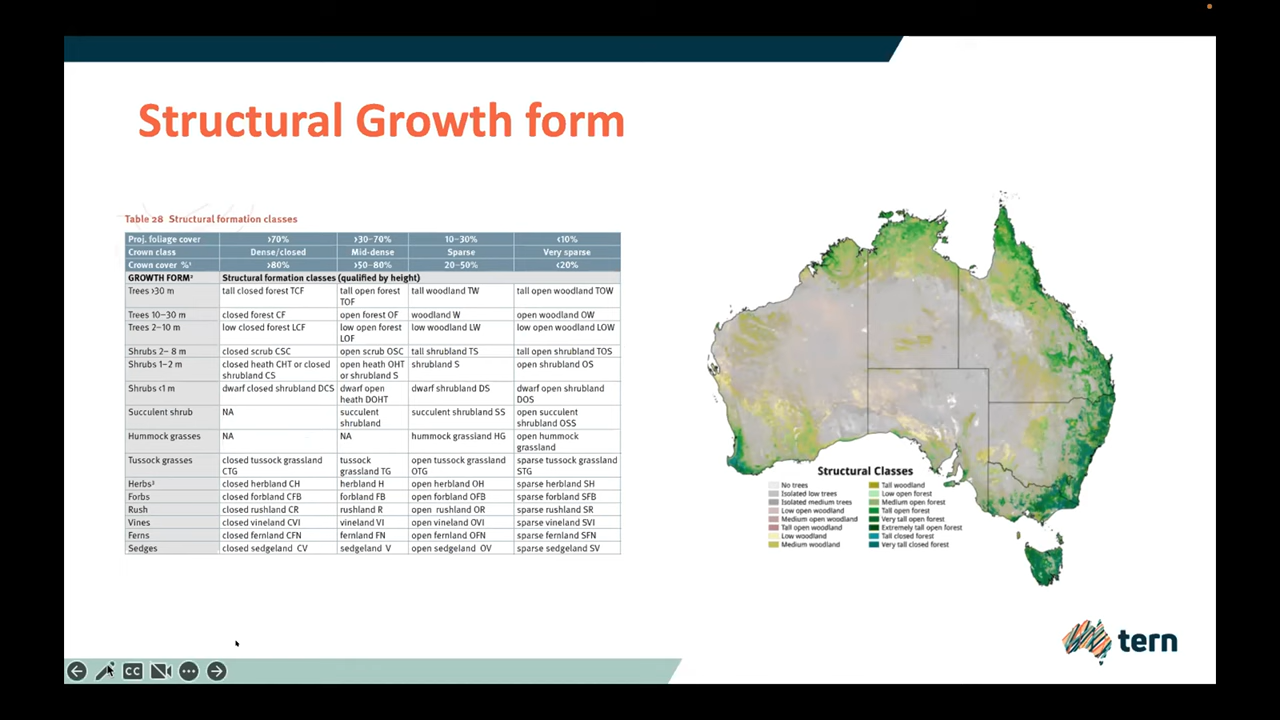 Structural Growth form
Table 28 Structural formation classes
Proj. foliage cover >70% >30–70% 10–30% <10%
Crown class Dense/closed Mid-dense Sparse Very sparse
Crown cover %¹ >80% >50–80% 20–50% <20%
GROWTH FORM² Structural formation classes (qualified by height)
Trees >30 m tall closed forest TCF tall open forest TOF tall woodland TW tall open woodland TOW
Trees 10–30 m closed forest CF open forest OF woodland W open woodland OW
Trees 2–10 m low closed forest LCF low open forest LOF low woodland LW low open woodland LOW
Shrubs 2– 8 m closed scrub CSC open scrub OSC tall shrubland TS tall open shrubland TOS
Shrubs 1–2 m closed heath CHT or closed shrubland CS open heath OHT or shrubland S shrubland S open shrubland OS
Shrubs <1 m dwarf closed shrubland DCS dwarf open heath DOHT dwarf shrubland DS dwarf open shrubland DOS
Succulent shrub NA succulent shrubland succulent shrubland SS open succulent shrubland OSS
Hummock grasses NA NA hummock grassland HG open hummock grassland
Tussock grasses closed tussock grassland CTG tussock grassland TG open tussock grassland OTG sparse tussock grassland STG
Herbs³ closed herbland CH herbland H open herbland OH sparse herbland SH
Forbs closed forbland CFB forbland FB open forbland OFB sparse forbland SFB
Rush closed rushland CR rushland R open rushland OR sparse rushland SR
Vines closed vineland CVI vineland VI open vineland OVI sparse vineland SVI
Ferns closed fernland CFN fernland FN open fernland OFN sparse fernland SFN
Sedges closed sedgeland CV sedgeland V open sedgeland OV sparse sedgeland SV
Structural Classes
No trees
Isolated low trees
Isolated medium trees
Low open woodland
Medium open woodland
Tall open woodland
Low woodland
Medium woodland
Tall woodland
Low open forest
Medium open forest
Tall open forest
Very tall open forest
Extremely tall open forest
Tall closed forest
Very tall closed forest
tern
CC